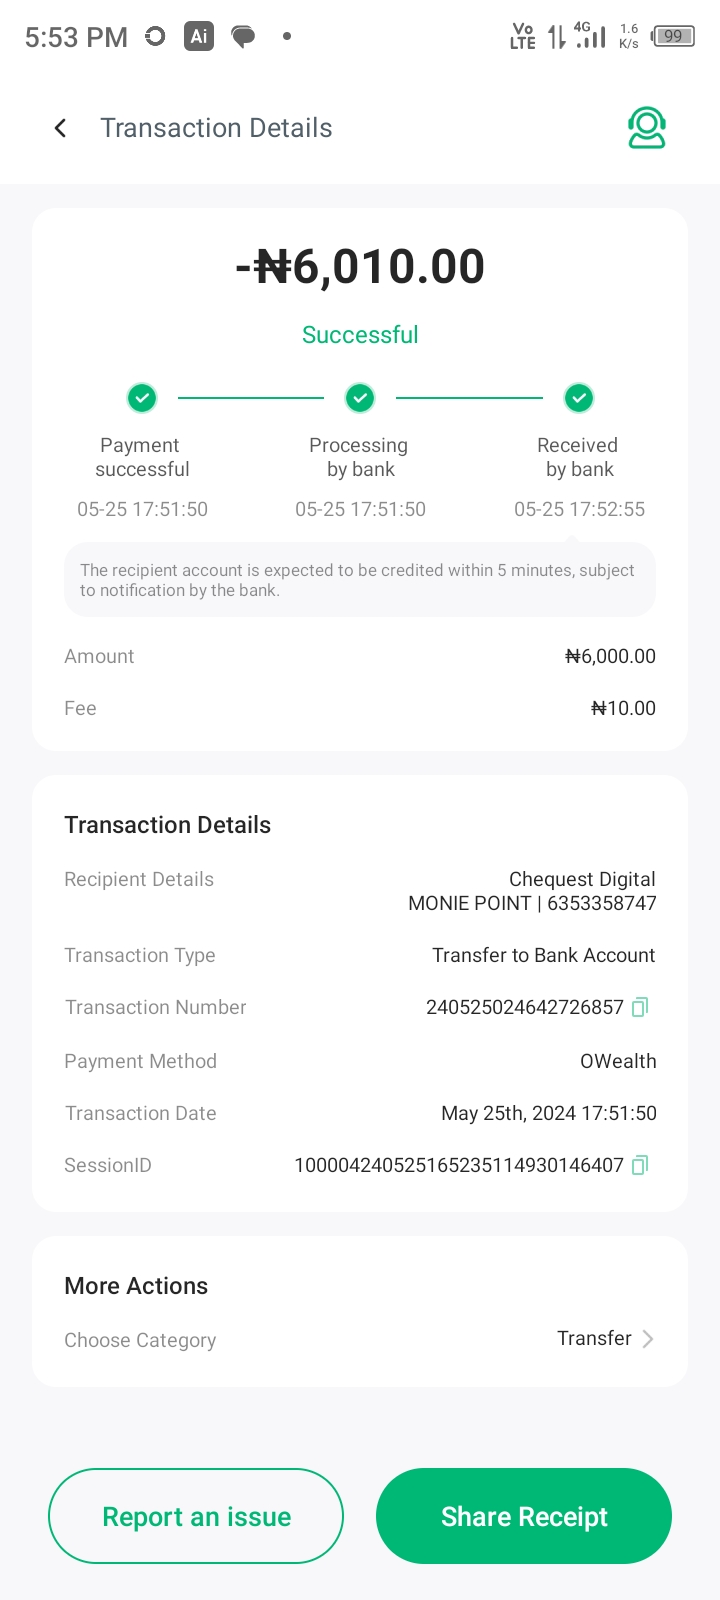 5:53 PM Ai Vo LTE 4G 1.6 K/s 99
Transaction Details
-₦6,010.00
Successful
Payment successful
Processing by bank
Received by bank
05-25 17:51:50
05-25 17:51:50
05-25 17:52:55
The recipient account is expected to be credited within 5 minutes, subject
to notification by the bank.
Amount ₦6,000.00
Fee ₦10.00
Transaction Details
Recipient Details Chequest Digital
MONIE POINT | 6353358747
Transaction Type Transfer to Bank Account
Transaction Number 240525024642726857
Payment Method OWealth
Transaction Date May 25th, 2024 17:51:50
SessionID 100004240525165235114930146407
More Actions
Choose Category Transfer
Report an issue Share Receipt